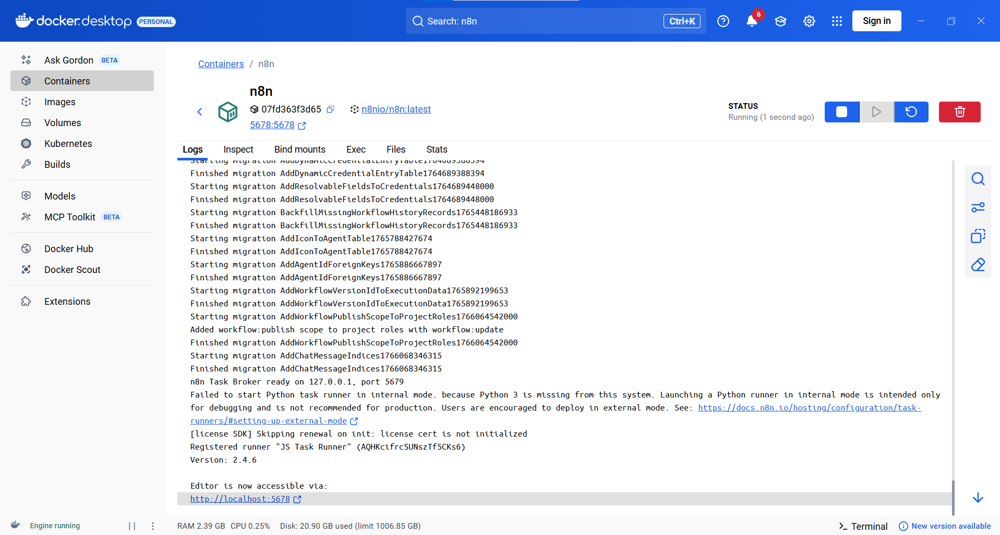 docker.desktop PERSONAL
Search: n8n Ctrl+K
6
Sign in
Ask Gordon BETA
Containers
Images
Volumes
Kubernetes
Builds
Models
MCP Toolkit BETA
Docker Hub
Docker Scout
Extensions
Containers / n8n
n8n
07fd363f3d65 n8nio/n8n:latest
5678:5678
STATUS
Running (1 second ago)
Logs Inspect Bind mounts Exec Files Stats
Starting migration AddDynamicCredentialEntryTable1764689388394
Finished migration AddDynamicCredentialEntryTable1764689388394
Starting migration AddResolvableFieldsToCredentials1764689448000
Finished migration AddResolvableFieldsToCredentials1764689448000
Starting migration BackfillMissingWorkflowHistoryRecords1765448186933
Finished migration BackfillMissingWorkflowHistoryRecords1765448186933
Starting migration AddIconToAgentTable1765788427674
Finished migration AddIconToAgentTable1765788427674
Starting migration AddAgentIdForeignKeys1765886667897
Finished migration AddAgentIdForeignKeys1765886667897
Starting migration AddWorkflowVersionIdToExecutionData1765892199653
Finished migration AddWorkflowVersionIdToExecutionData1765892199653
Starting migration AddWorkflowPublishScopeToProjectRoles1766064542000
Added workflow:publish scope to project roles with workflow:update
Finished migration AddWorkflowPublishScopeToProjectRoles1766064542000
Starting migration AddChatMessageIndices1766068346315
Finished migration AddChatMessageIndices1766068346315
n8n Task Broker ready on 127.0.0.1, port 5679
Failed to start Python task runner in internal mode. because Python 3 is missing from this system. Launching a Python runner in internal mode is intended only
for debugging and is not recommended for production. Users are encouraged to deploy in external mode. See: https://docs.n8n.io/hosting/configuration/task-
runners/#setting-up-external-mode
[license SDK] Skipping renewal on init: license cert is not initialized
Registered runner "JS Task Runner" (AQHKcifrcSUNszTf5CKs6)
Version: 2.4.6
Editor is now accessible via:
http://localhost:5678
Engine running
RAM 2.39 GB CPU 0.25% Disk: 20.90 GB used (limit 1006.85 GB)
Terminal
New version available